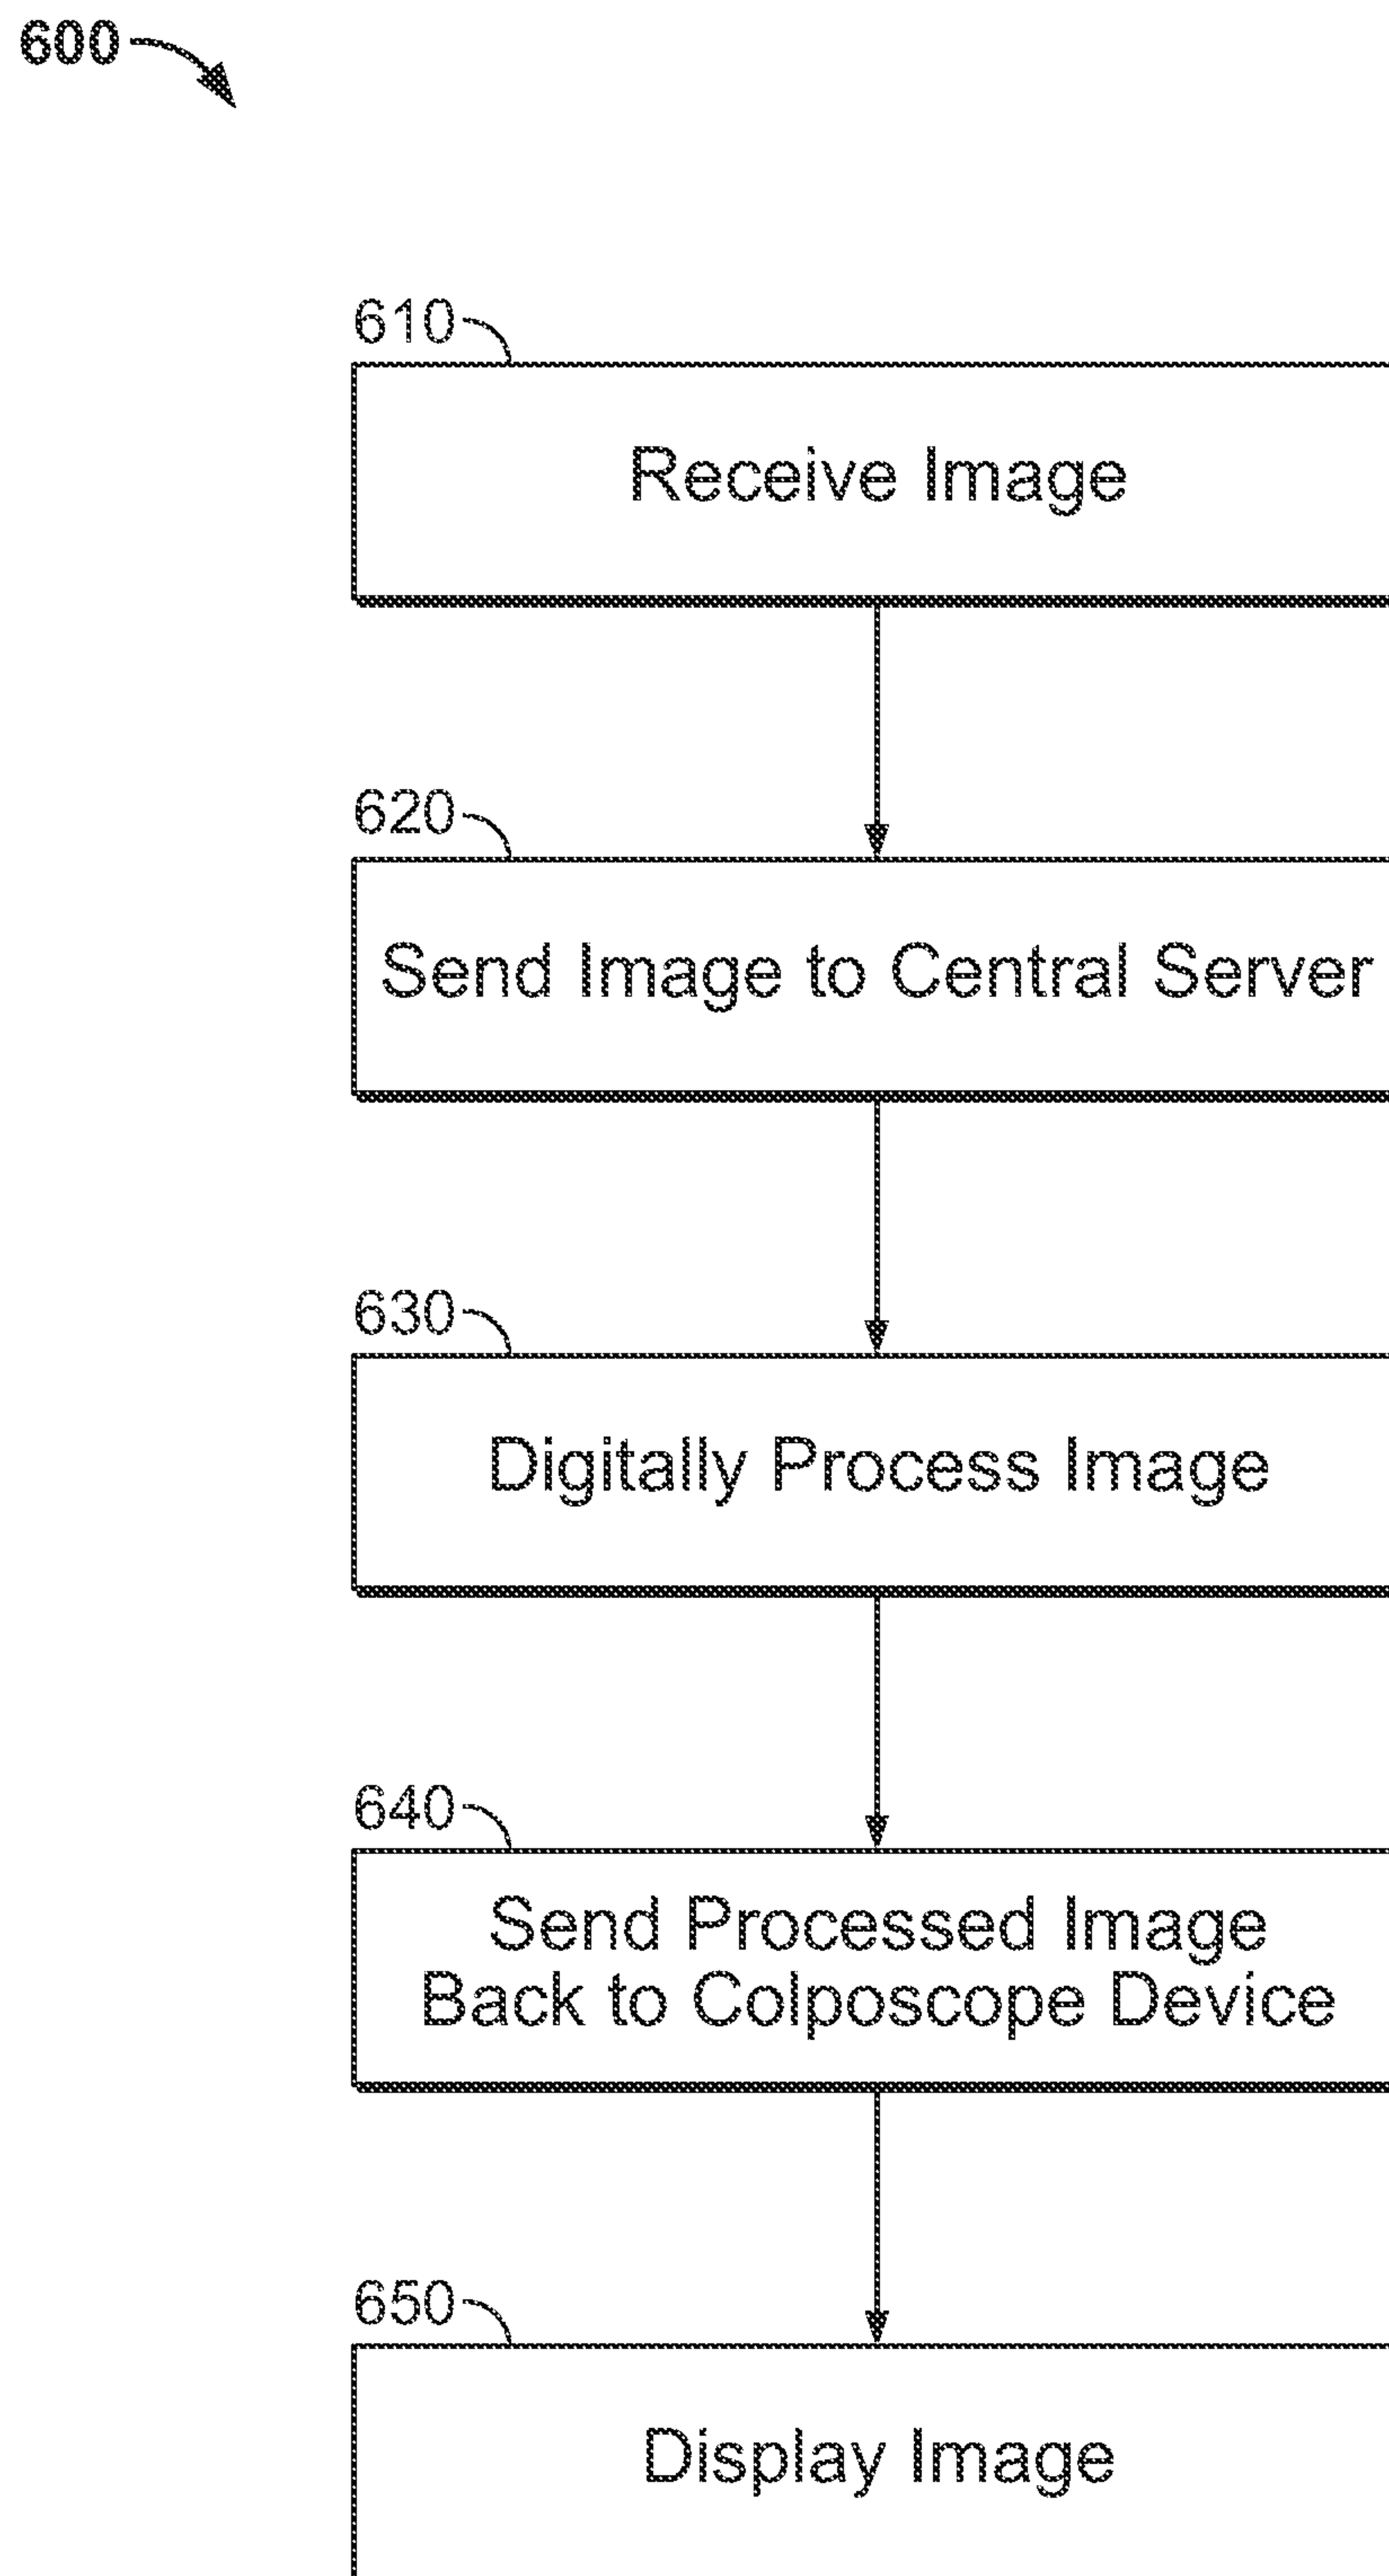 600
610
Receive Image
620
Send Image to Central Server
630
Digitally Process Image
640
Send Processed Image
Back to Colposcope Device
650
Display Image